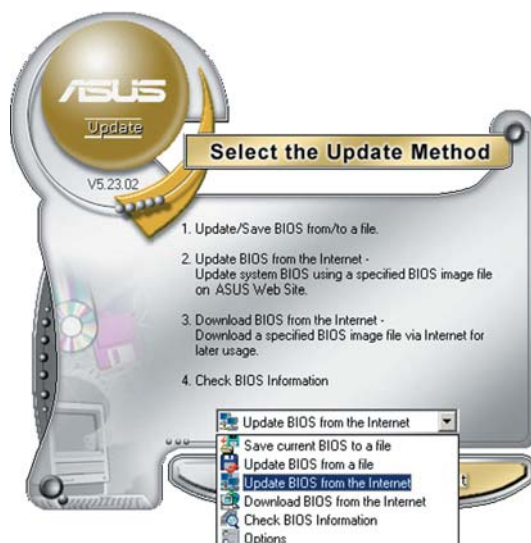 ASUS
Update
V5.23.02
Select the Update Method
1. Update/Save BIOS from/to a file.
2. Update BIOS from the Internet -
Update system BIOS using a specified BIOS image file
on ASUS Web Site.
3. Download BIOS from the Internet -
Download a specified BIOS image file via Internet for
later usage.
4. Check BIOS Information
Update BIOS from the Internet
Save current BIOS to a file
Update BIOS from a file
Update BIOS from the Internet
Download BIOS from the Internet
Check BIOS Information
Options